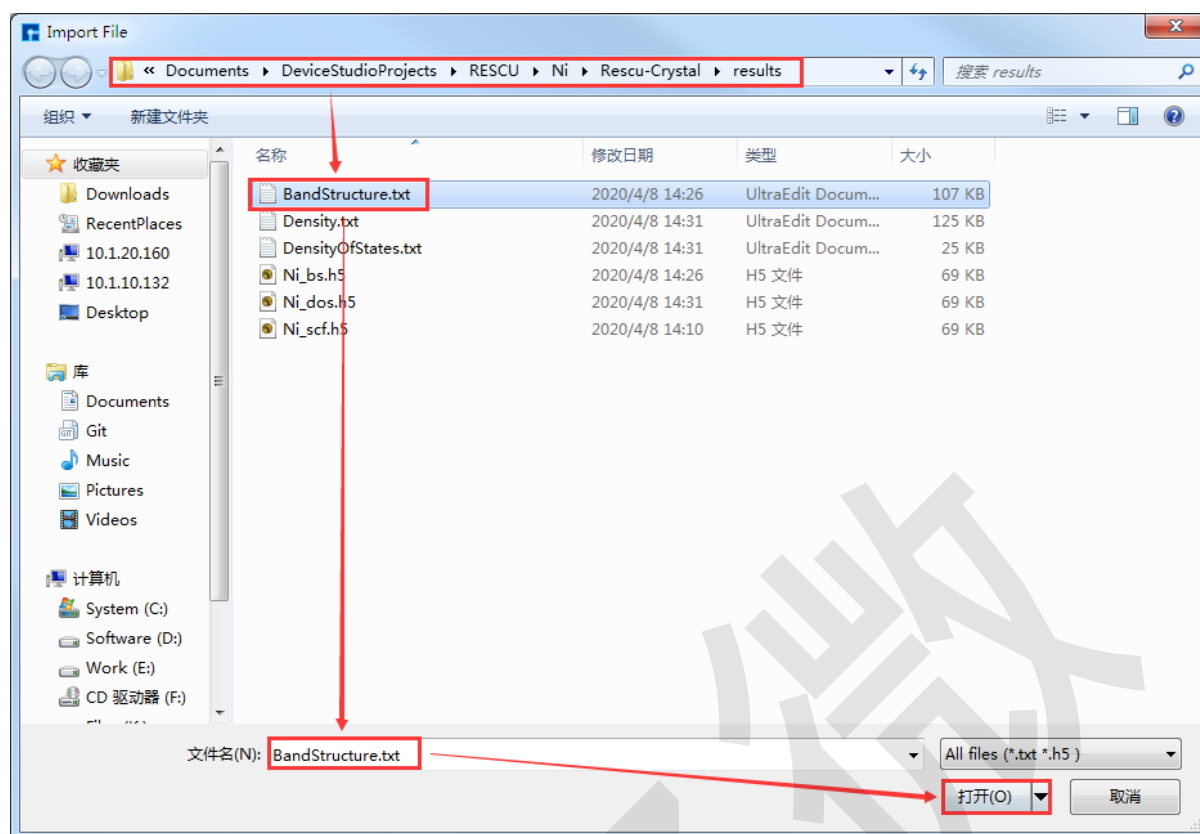 Import File
« Documents ▸ DeviceStudioProjects ▸ RESCU ▸ Ni ▸ Rescu-Crystal ▸ results
搜索 results
组织 新建文件夹
名称 修改日期 类型 大小
收藏夹
Downloads
RecentPlaces
10.1.20.160
10.1.10.132
Desktop
库
Documents
Git
Music
Pictures
Videos
计算机
System (C:)
Software (D:)
Work (E:)
CD 驱动器 (F:)
BandStructure.txt 2020/4/8 14:26 UltraEdit Docum... 107 KB
Density.txt 2020/4/8 14:31 UltraEdit Docum... 125 KB
DensityOfStates.txt 2020/4/8 14:31 UltraEdit Docum... 25 KB
Ni_bs.h5 2020/4/8 14:26 H5 文件 69 KB
Ni_dos.h5 2020/4/8 14:31 H5 文件 69 KB
Ni_scf.h5 2020/4/8 14:10 H5 文件 69 KB
文件名(N): BandStructure.txt All files (*.txt *.h5 )
打开(O) 取消
微